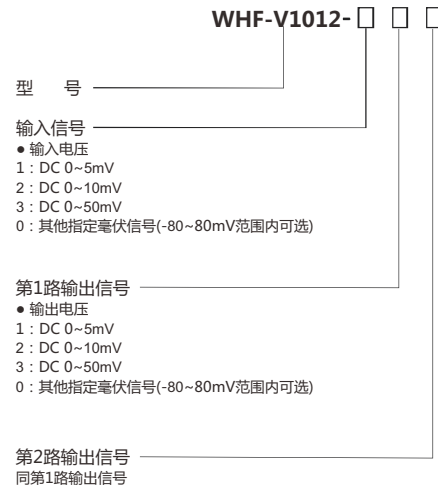 WHF-V1012-□ □ □
型 号
输入信号
● 输入电压
1：DC 0~5mV
2：DC 0~10mV
3：DC 0~50mV
0：其他指定毫伏信号(-80~80mV范围内可选)
第1路输出信号
● 输出电压
1：DC 0~5mV
2：DC 0~10mV
3：DC 0~50mV
0：其他指定毫伏信号(-80~80mV范围内可选)
第2路输出信号
同第1路输出信号